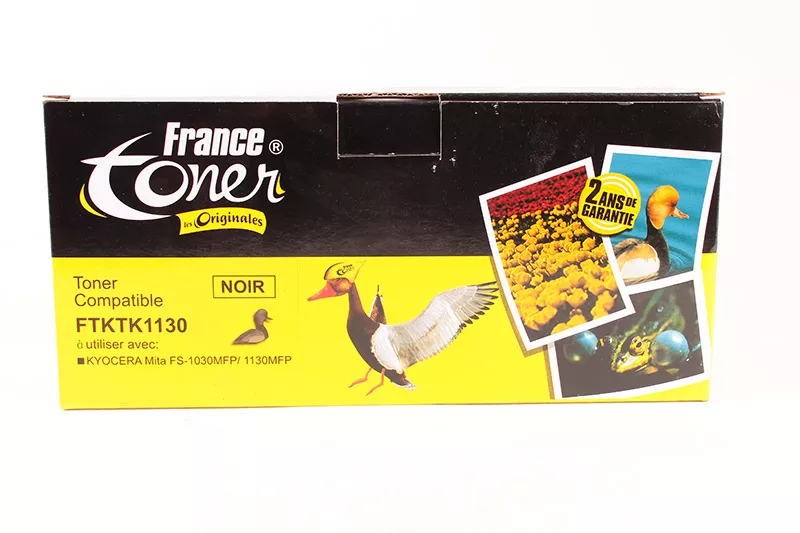 France
toner ®
les Originales
2 ANS DE
GARANTIE
Toner
Compatible
NOIR
FTKTK1130
à utiliser avec:
■ KYOCERA Mita FS-1030MFP/ 1130MFP